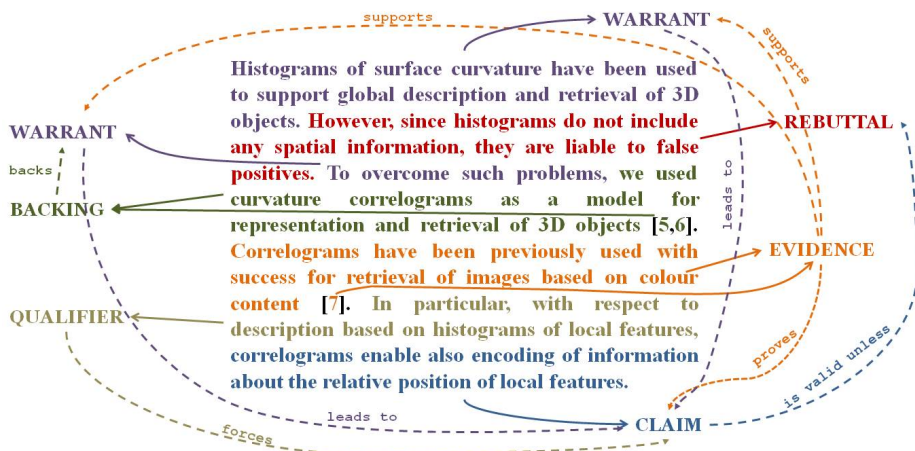 supports
WARRANT
supports
Histograms of surface curvature have been used
to support global description and retrieval of 3D
objects. However, since histograms do not include
any spatial information, they are liable to false
positives. To overcome such problems, we used
curvature correlograms as a model for
representation and retrieval of 3D objects [5,6].
Correlograms have been previously used with
success for retrieval of images based on colour
content [7]. In particular, with respect to
description based on histograms of local features,
correlograms enable also encoding of information
about the relative position of local features.
WARRANT
REBUTTAL
backs
leads to
BACKING
EVIDENCE
QUALIFIER
proves
is valid unless
leads to
forces
CLAIM